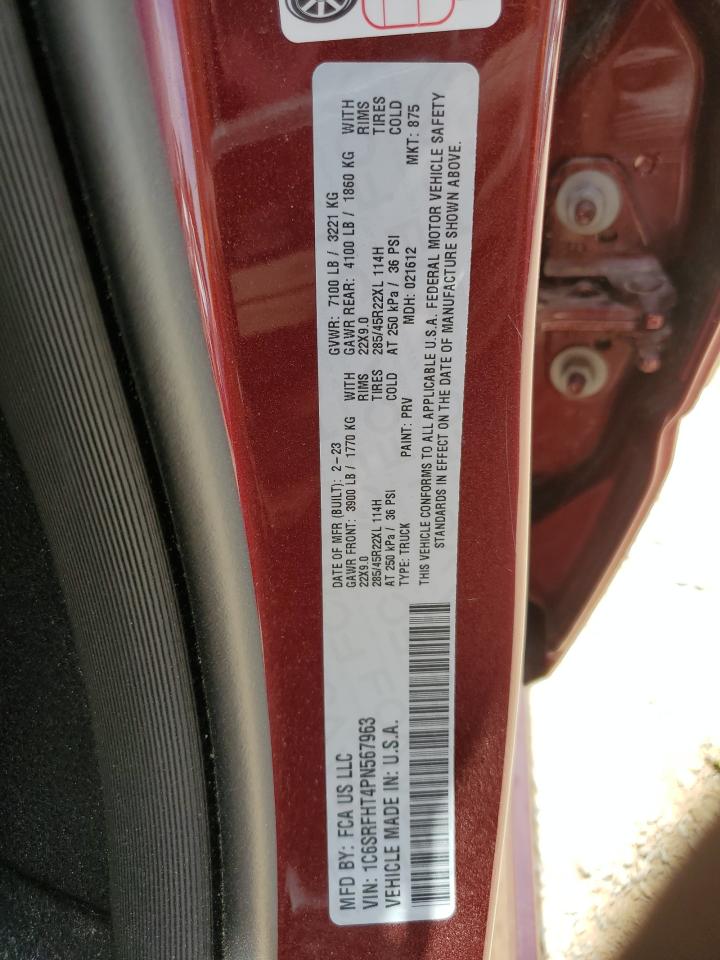 MFD BY: FCA US LLC
VIN: 1C6SRFHT4PN567963
VEHICLE MADE IN: U.S.A.
DATE OF MFR (BUILT): 2-23
GAWR FRONT: 3900 LB / 1770 KG WITH
22X9.0 RIMS
285/45R22XL 114H TIRES
AT 250 kPa / 36 PSI COLD
TYPE: TRUCK PAINT: PRV
GVWR: 7100 LB / 3221 KG
GAWR REAR: 4100 LB / 1860 KG WITH
22X9.0 RIMS
285/45R22XL 114H TIRES
AT 250 kPa / 36 PSI COLD
MDH: 021612 MKT: 875
THIS VEHICLE CONFORMS TO ALL APPLICABLE U.S.A. FEDERAL MOTOR VEHICLE SAFETY
STANDARDS IN EFFECT ON THE DATE OF MANUFACTURE SHOWN ABOVE.